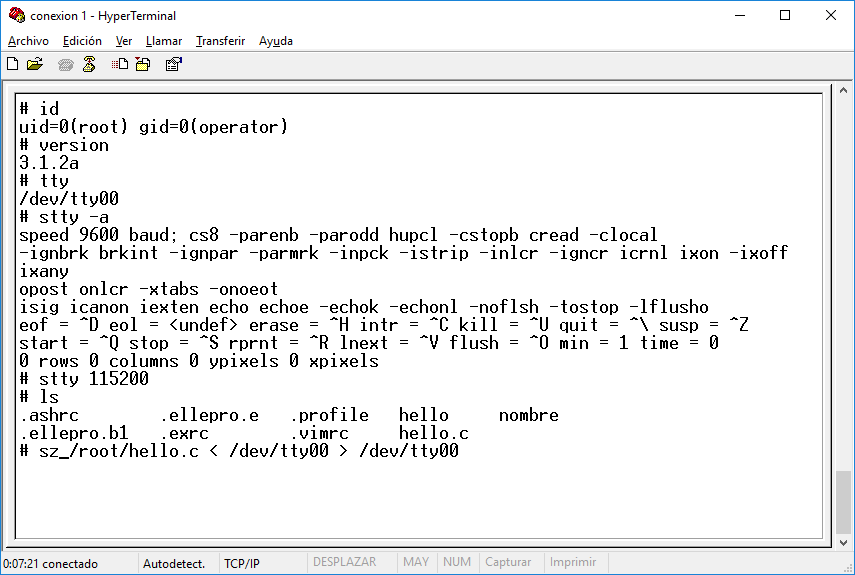 conexion 1 - HyperTerminal
Archivo Edición Ver Llamar Transferir Ayuda
# id
uid=0(root) gid=0(operator)
# version
3.1.2a
# tty
/dev/tty00
# stty -a
speed 9600 baud; cs8 -parenb -parodd hupcl -cstopb cread -clocal
-ignbrk brkint -ignpar -parmrk -inpck -istrip -inlcr -igncr icrnl ixon -ixoff
ixany
opost onlcr -xtabs -onoeot
isig icanon iexten echo echoe -echok -echonl -noflsh -tostop -lflusho
eof = ^D eol = <undef> erase = ^H intr = ^C kill = ^U quit = ^\ susp = ^Z
start = ^Q stop = ^S rprnt = ^R lnext = ^V flush = ^O min = 1 time = 0
0 rows 0 columns 0 ypixels 0 xpixels
# stty 115200
# ls
.ashrc .ellepro.e .profile hello nombre
.ellepro.b1 .exrc .vimrc hello.c
# sz_/root/hello.c < /dev/tty00 > /dev/tty00
0:07:21 conectado Autodetect. TCP/IP DESPLAZAR MAY NUM Capturar Imprimir